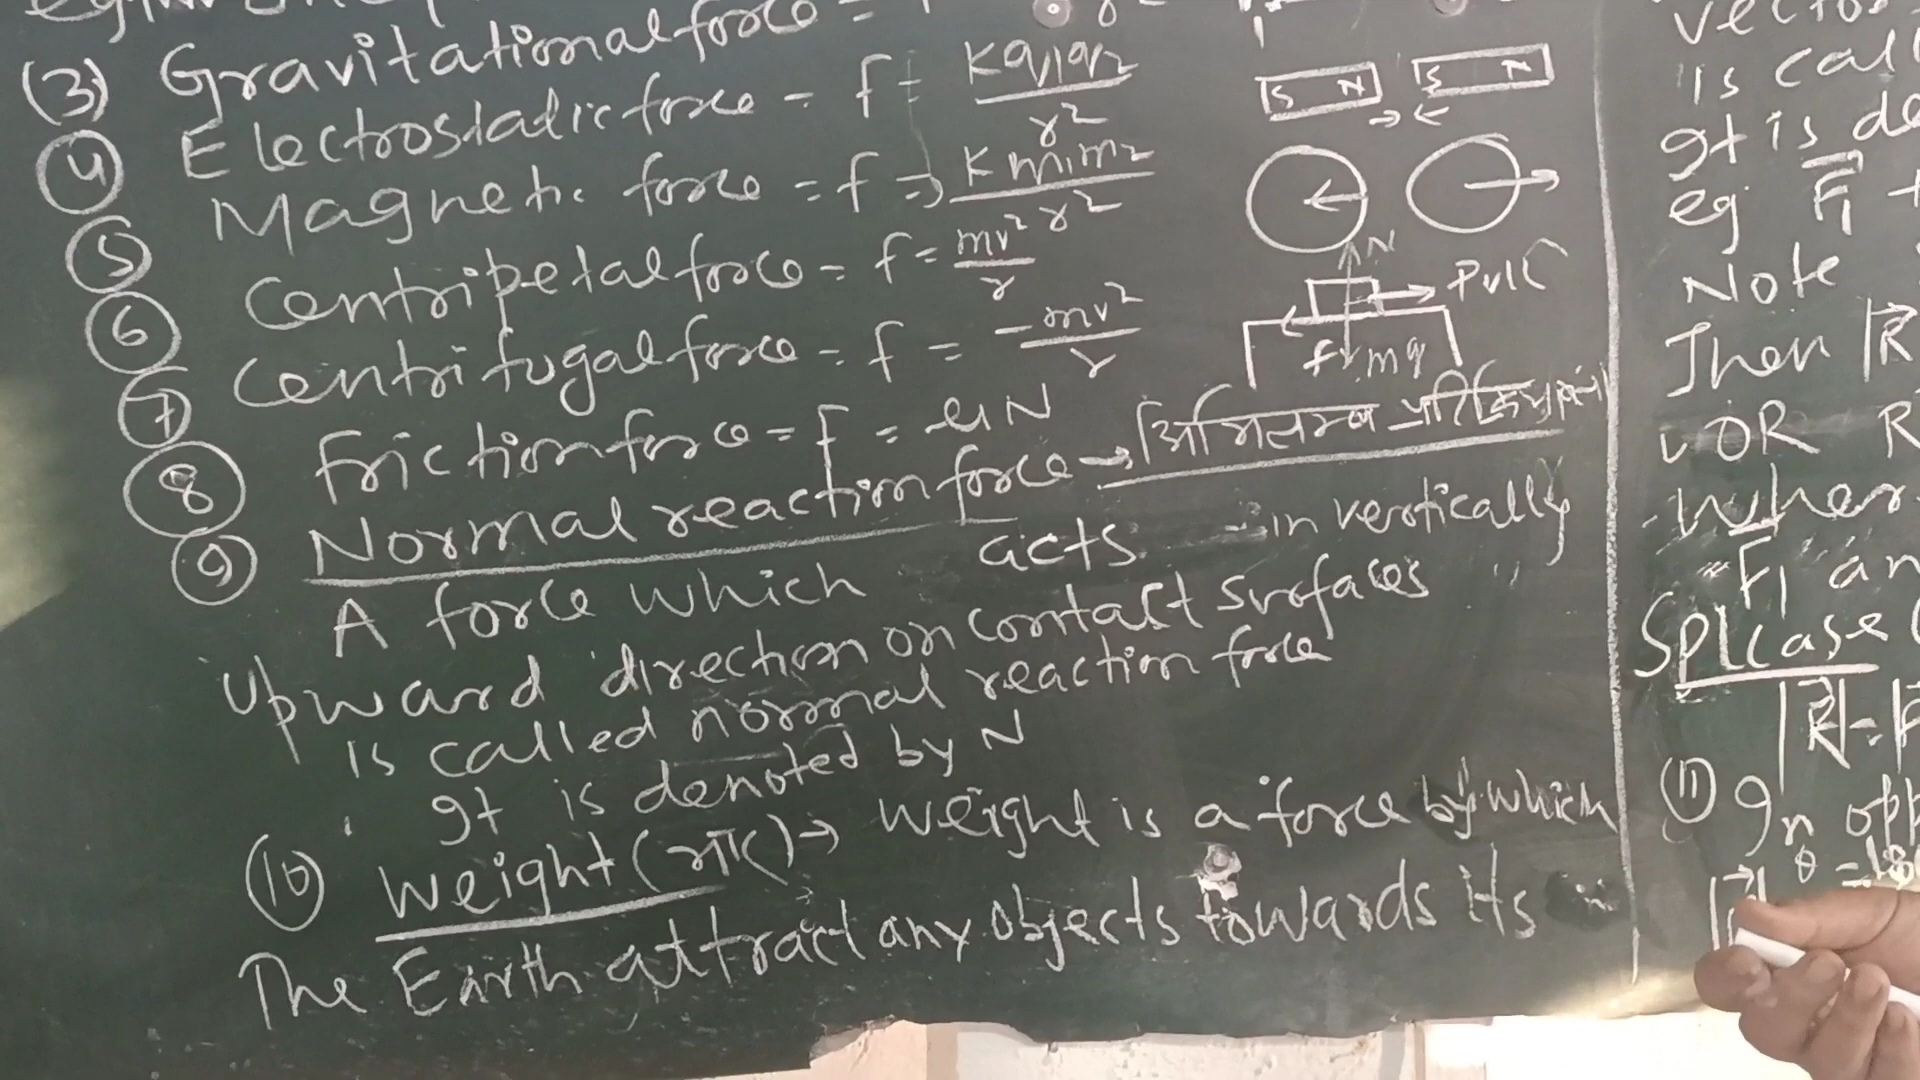 (3) Gravitational force =
(4) Electrostatic force - f = Kq1q2/r²
(5) Magnetic force = f => Km1m2/r²
(6) Centripetal force = f = mv²/r
(7) Centrifugal force = f = -mv²/r
(8) Friction force = F = μN
(9) Normal reaction force → अभिलम्ब प्रतिक्रिया
A force which acts in vertically
upward direction on contact surfaces
is called normal reaction force
It is denoted by N
(10) Weight (भार) → Weight is a force by which
The Earth attract any objects towards its
S N S N
N
Pull
f mg
vector
is call
It is de
eg F⃗1 +
Note
Then |R⃗
OR R
Wher
F1 an
Spl case (
|R⃗| =
(11) In opp
θ = 18